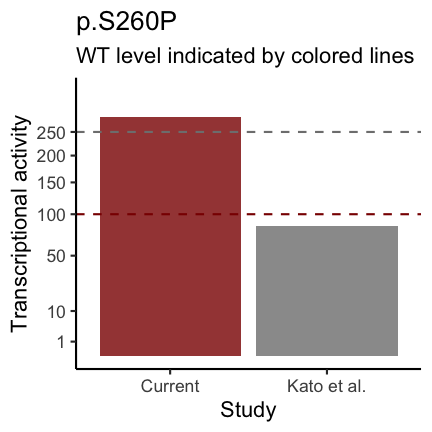 p.S260P
WT level indicated by colored lines
Transcriptional activity
250
200
150
100
50
10
1
Current
Kato et al.
Study